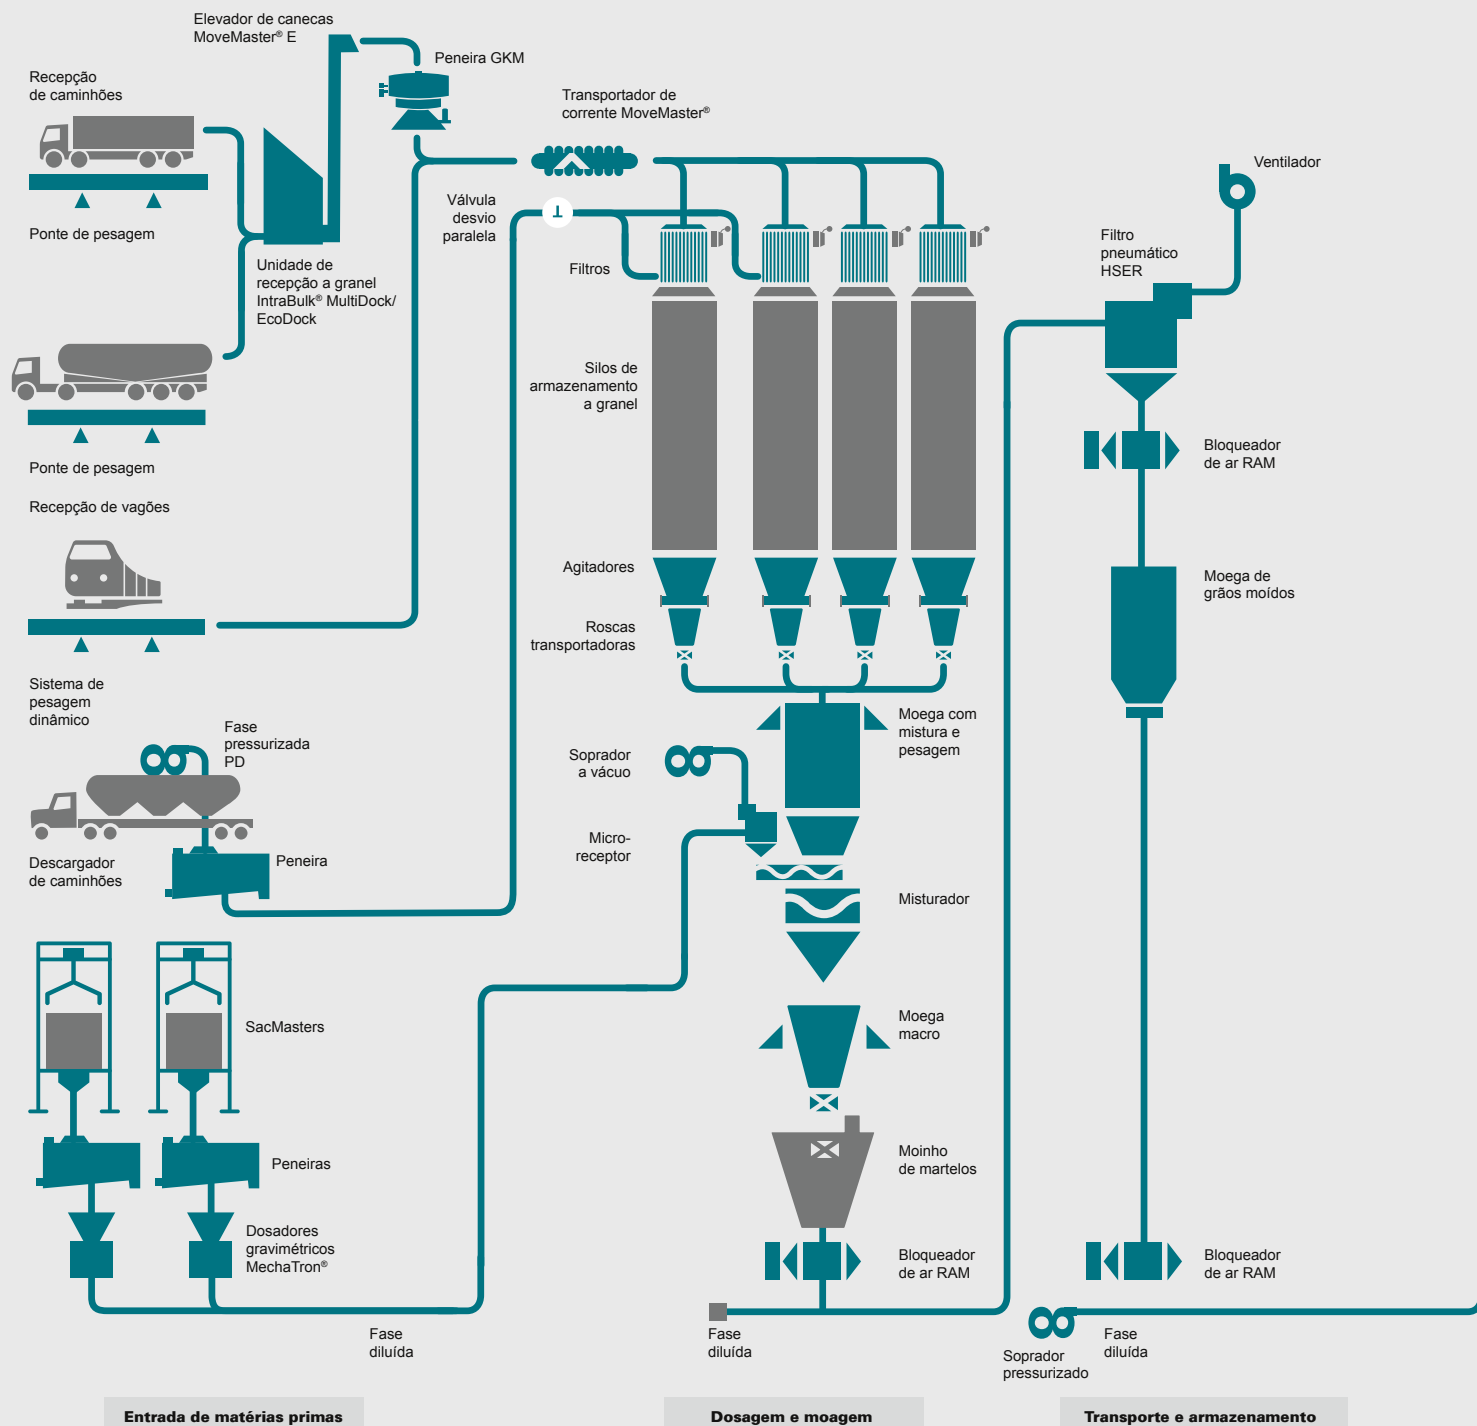 Elevador de canecas
MoveMaster® E
Peneira GKM
Recepção
de caminhões
Transportador de
corrente MoveMaster®
Ventilador
Válvula
desvio
paralela
Ponte de pesagem
Filtro
pneumático
HSER
Unidade de
recepção a granel
IntraBulk® MultiDock/
EcoDock
Filtros
Silos de
armazenamento
a granel
Bloqueador
de ar RAM
Ponte de pesagem
Recepção de vagões
Agitadores
Moega de
grãos moídos
Roscas
transportadoras
Sistema de
pesagem
dinâmico
Fase
pressurizada
PD
Moega com
mistura e
pesagem
Soprador
a vácuo
Micro-
receptor
Descargador
de caminhões
Peneira
Misturador
SacMasters
Moega
macro
Peneiras
Moinho
de martelos
Dosadores
gravimétricos
MechaTron®
Bloqueador
de ar RAM
Bloqueador
de ar RAM
Fase
diluída
Fase
diluída
Soprador
pressurizado
Fase
diluída
Entrada de matérias primas
Dosagem e moagem
Transporte e armazenamento